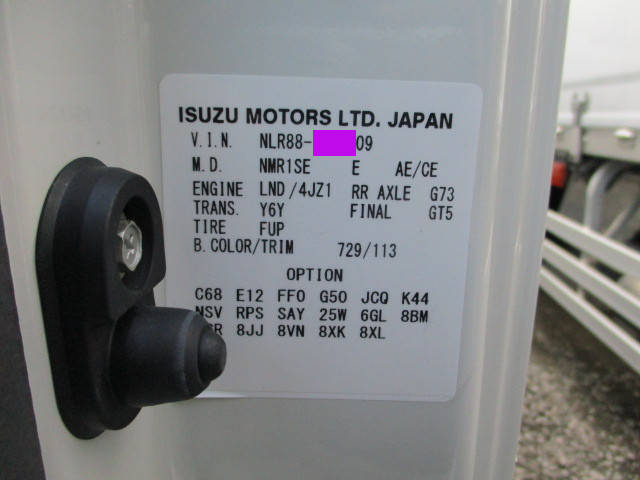 ISUZU MOTORS LTD. JAPAN
V.I.N. NLR88- 09
M.D. NMR1SE E AE/CE
ENGINE LND/4JZ1 RR AXLE G73
TRANS. Y6Y FINAL GT5
TIRE FUP
B.COLOR/TRIM 729/113
OPTION
C68 E12 FF0 G50 JCQ K44
NSV RPS SAY 25W 6GL 8BM
8JJ 8VN 8XK 8XL